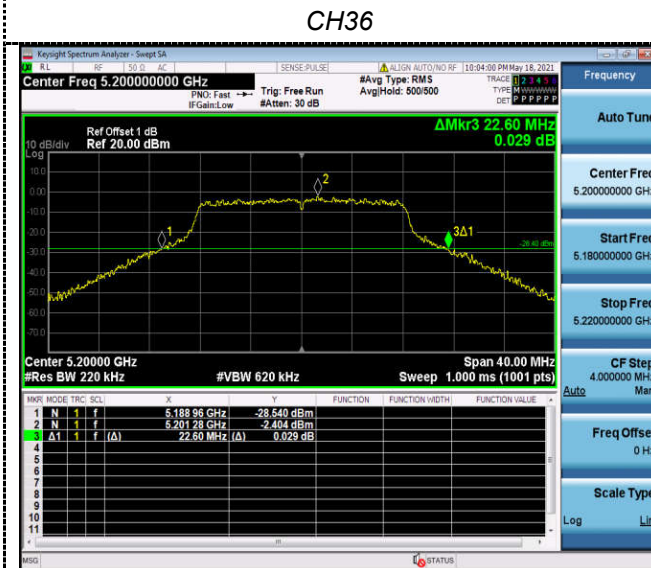 CH36
Keysight Spectrum Analyzer - Swept SA
RL RF 50 Ω AC SENSE:PULSE ALIGN AUTO/NO RF 10:04:00 PM May 18, 2021
Center Freq 5.200000000 GHz #Avg Type: RMS TRACE 1 2 3 4 5 6
PNO: Fast Trig: Free Run Avg|Hold: 500/500 TYPE M WWWWW
IFGain:Low #Atten: 30 dB DET P P P P P P
Ref Offset 1 dB ΔMkr3 22.60 MHz
10 dB/div Ref 20.00 dBm 0.029 dB
Log
10.0
0.00
-10.0
-20.0
-30.0
-40.0
-50.0
-60.0
-70.0
1
2
3Δ1
-28.40 dBm
Center 5.20000 GHz Span 40.00 MHz
#Res BW 220 kHz #VBW 620 kHz Sweep 1.000 ms (1001 pts)
MKR MODE TRC SCL X Y FUNCTION FUNCTION WIDTH FUNCTION VALUE
1 N 1 f 5.188 96 GHz -28.540 dBm
2 N 1 f 5.201 28 GHz -2.404 dBm
3 Δ1 1 f (Δ) 22.60 MHz (Δ) 0.029 dB
4
5
6
7
8
9
10
11
MSG STATUS
Frequency
Auto Tune
Center Freq
5.200000000 GHz
Start Freq
5.180000000 GHz
Stop Freq
5.220000000 GHz
CF Step
4.000000 MHz
Auto Man
Freq Offset
0 Hz
Scale Type
Log Lin